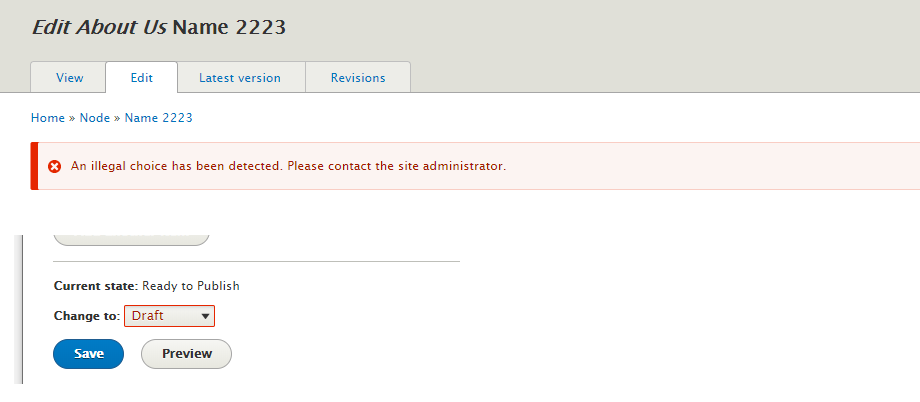 Edit About Us Name 2223
View Edit Latest version Revisions
Home » Node » Name 2223
An illegal choice has been detected. Please contact the site administrator.
Current state: Ready to Publish
Change to: Draft
Save Preview